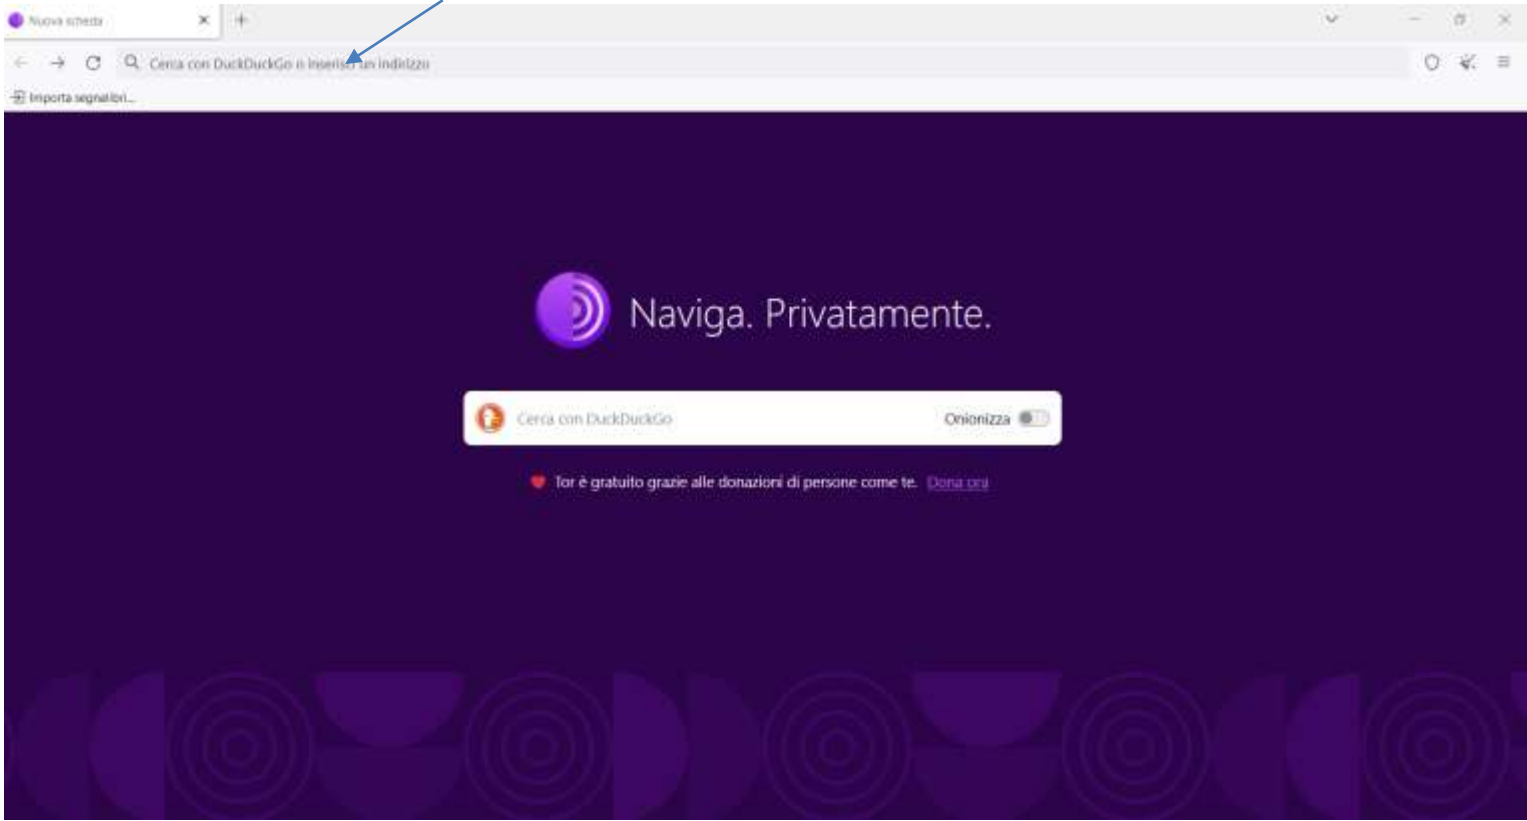 Nuova scheda
Cerca con DuckDuckGo o inserisci un indirizzo
Importa segnalibri...
Naviga. Privatamente.
Cerca con DuckDuckGo
Onionizza
Tor è gratuito grazie alle donazioni di persone come te. Dona ora